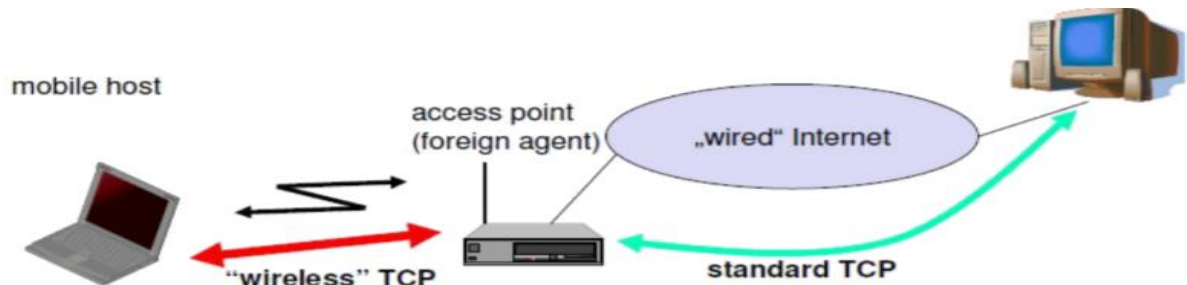 mobile host
access point
(foreign agent)
„wired“ Internet
“wireless” TCP
standard TCP